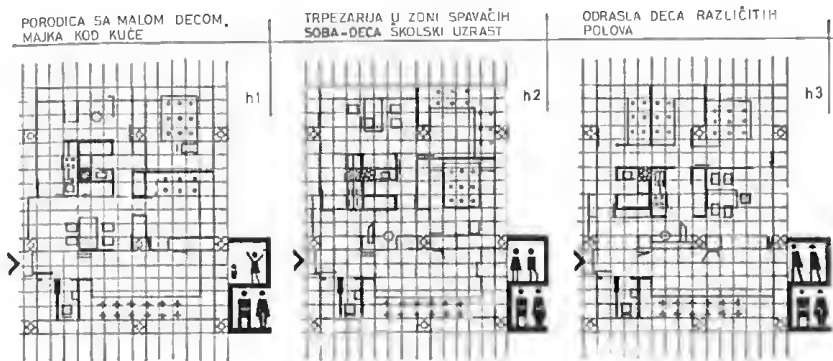 PORODICA SA MALOM DECOM,
MAJKA KOD KUĆE
h1
TRPEZARIJA U ZONI SPAVAĆIH
SOBA-DECA ŠKOLSKI UZRAST
h2
ODRASLA DECA RAZLIČITIH
POLOVA
h3